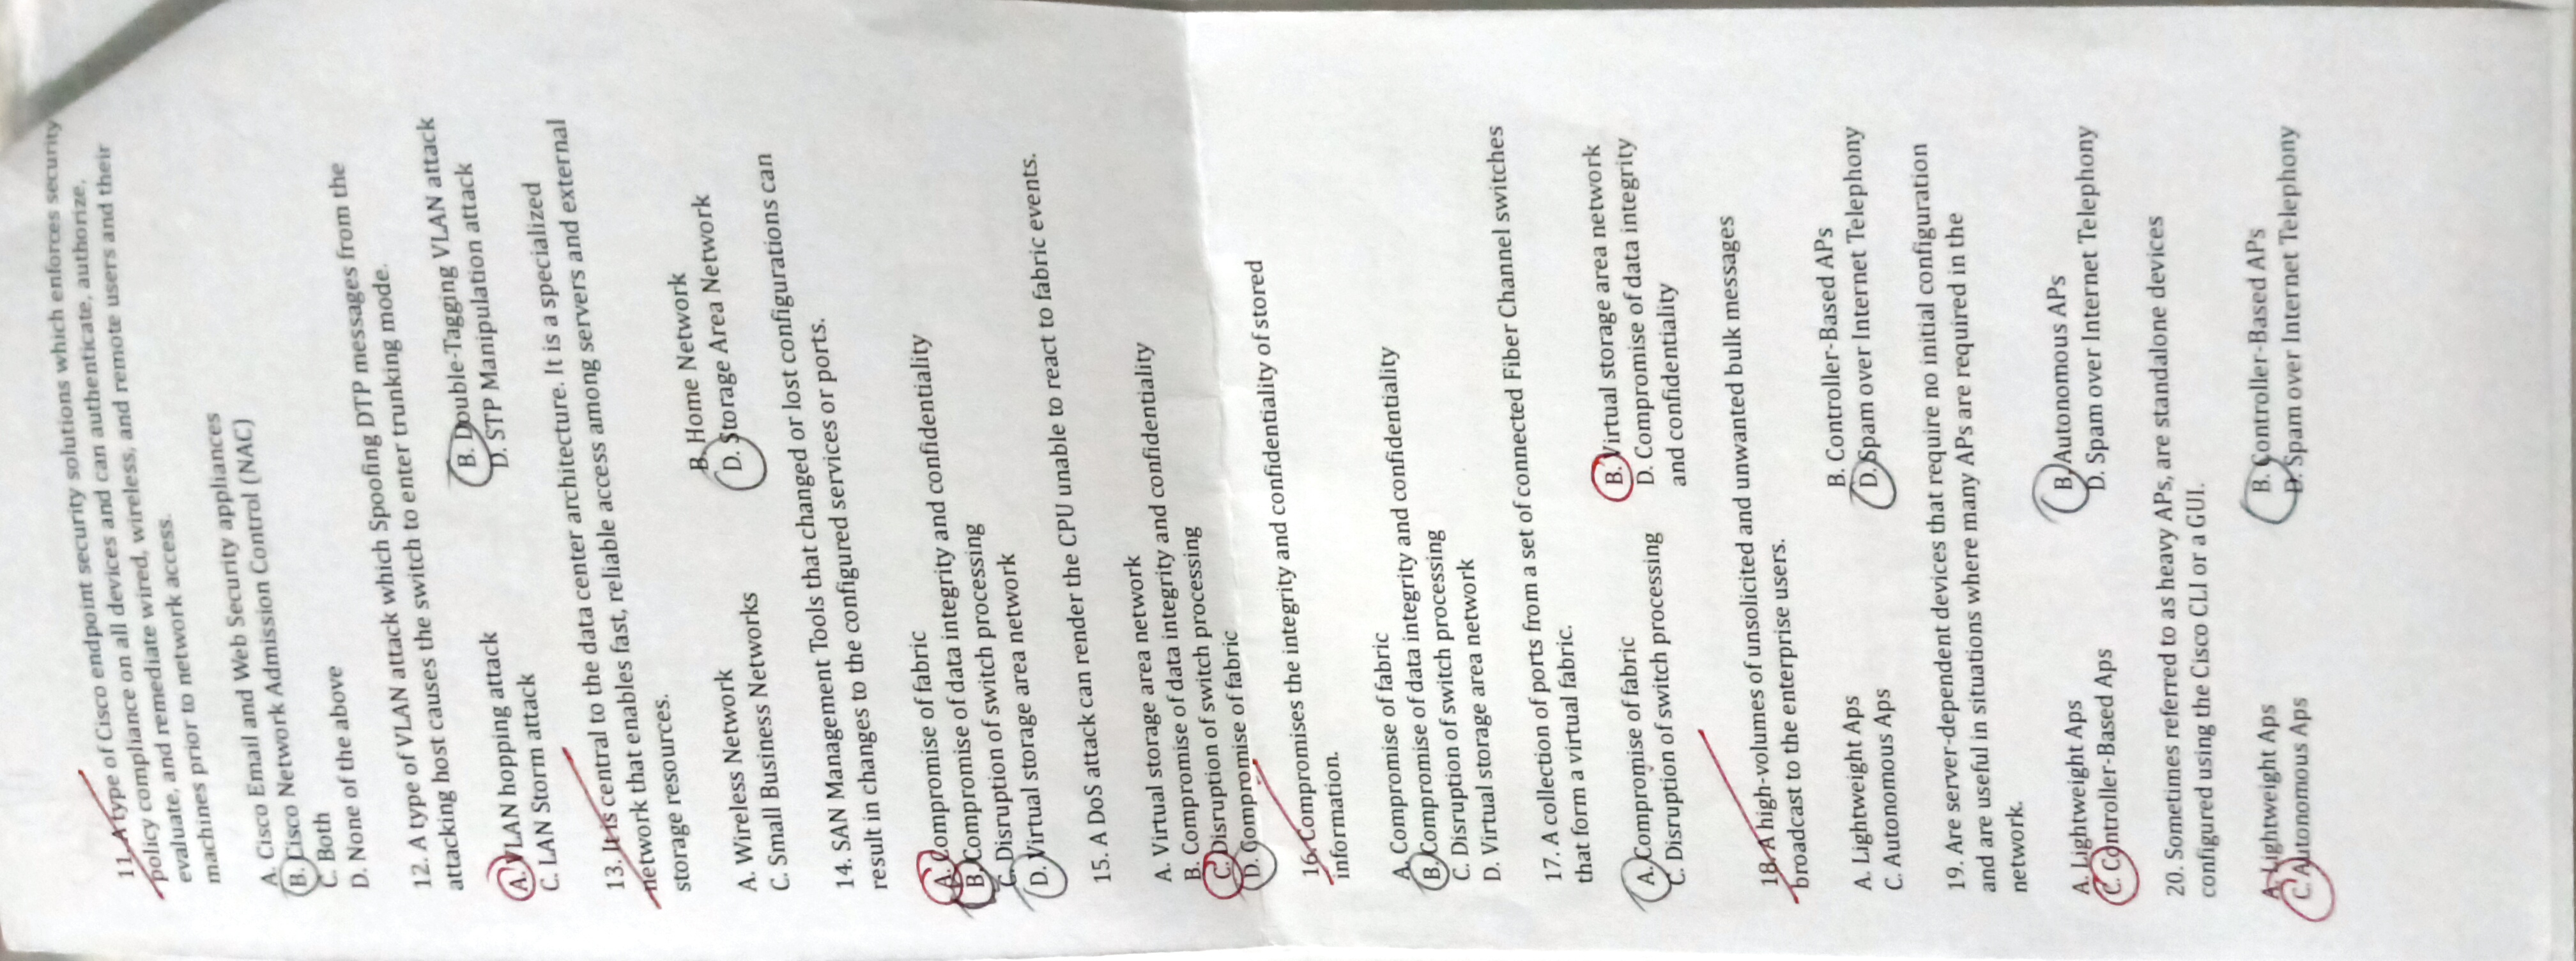 11. A type of Cisco endpoint security solutions which enforces security
policy compliance on all devices and can authenticate, authorize,
evaluate, and remediate wired, wireless, and remote users and their
machines prior to network access.
A. Cisco Email and Web Security appliances
B. Cisco Network Admission Control (NAC)
C. Both
D. None of the above
12. A type of VLAN attack which Spoofing DTP messages from the
attacking host causes the switch to enter trunking mode.
A. VLAN hopping attack
B. Double-Tagging VLAN attack
C. LAN Storm attack
D. STP Manipulation attack
13. It is central to the data center architecture. It is a specialized
network that enables fast, reliable access among servers and external
storage resources.
A. Wireless Network
B. Home Network
C. Small Business Networks
D. Storage Area Network
14. SAN Management Tools that changed or lost configurations can
result in changes to the configured services or ports.
A. Compromise of fabric
B. Compromise of data integrity and confidentiality
C. Disruption of switch processing
D. Virtual storage area network
15. A DoS attack can render the CPU unable to react to fabric events.
A. Virtual storage area network
B. Compromise of data integrity and confidentiality
C. Disruption of switch processing
D. Compromise of fabric
16. Compromises the integrity and confidentiality of stored
information.
A. Compromise of fabric
B. Compromise of data integrity and confidentiality
C. Disruption of switch processing
D. Virtual storage area network
17. A collection of ports from a set of connected Fiber Channel switches
that form a virtual fabric.
A. Compromise of fabric
B. Virtual storage area network
C. Disruption of switch processing
D. Compromise of data integrity
and confidentiality
18. A high-volumes of unsolicited and unwanted bulk messages
broadcast to the enterprise users.
A. Lightweight Aps
B. Controller-Based APs
C. Autonomous Aps
D. Spam over Internet Telephony
19. Are server-dependent devices that require no initial configuration
and are useful in situations where many APs are required in the
network.
A. Lightweight Aps
B. Autonomous APs
C. Controller-Based Aps
D. Spam over Internet Telephony
20. Sometimes referred to as heavy APs, are standalone devices
configured using the Cisco CLI or a GUI.
A. Lightweight Aps
B. Controller-Based APs
C. Autonomous Aps
D. Spam over Internet Telephony